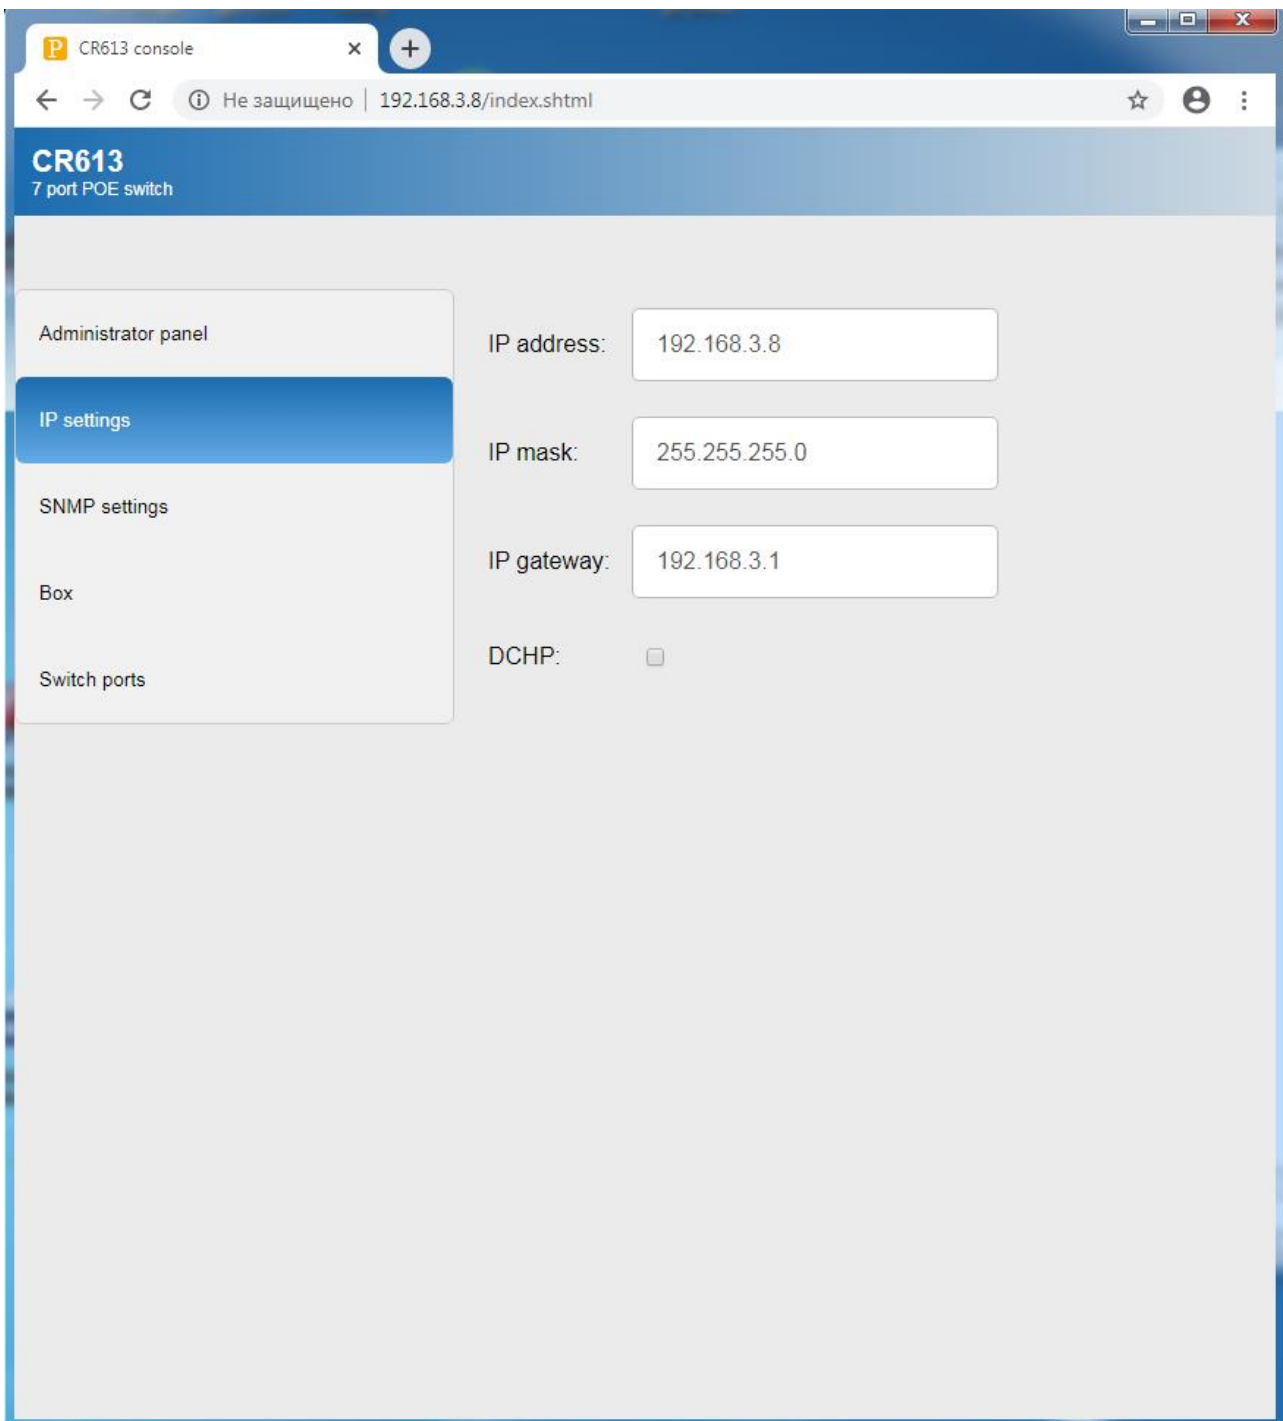 CR613 console
Не защищено | 192.168.3.8/index.shtml
CR613
7 port POE switch
Administrator panel
IP settings
SNMP settings
Box
Switch ports
IP address: 192.168.3.8
IP mask: 255.255.255.0
IP gateway: 192.168.3.1
DCHP: